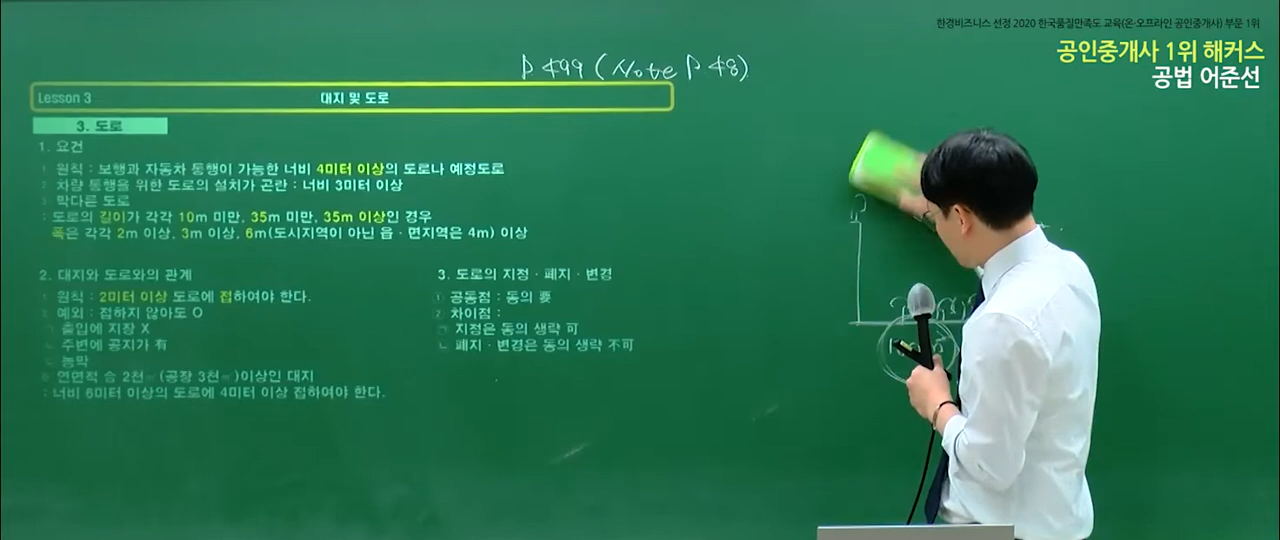 한경비즈니스 선정 2020 한국품질만족도 교육(온·오프라인 공인중개사) 부문 1위
공인중개사 1위 해커스
공법 어준선
P 499 (Note P 48)
Lesson 3 대지 및 도로
3. 도로
1. 요건
① 원칙 : 보행과 자동차 통행이 가능한 너비 4미터 이상의 도로나 예정도로
② 차량 통행을 위한 도로의 설치가 곤란 : 너비 3미터 이상
③ 막다른 도로
: 도로의 길이가 각각 10m 미만, 35m 미만, 35m 이상인 경우
폭은 각각 2m 이상, 3m 이상, 6m(도시지역이 아닌 읍 · 면지역은 4m) 이상
2. 대지와 도로와의 관계
① 원칙 : 2미터 이상 도로에 접하여야 한다.
② 예외 : 접하지 않아도 O
㉠ 출입에 지장 X
㉡ 주변에 공지가 有
㉢ 농막
③ 연면적 合 2천㎡(공장 3천㎡)이상인 대지
: 너비 6미터 이상의 도로에 4미터 이상 접하여야 한다.
3. 도로의 지정 · 폐지 · 변경
① 공통점 : 동의 要
② 차이점 :
㉠ 지정은 동의 생략 可
㉡ 폐지 · 변경은 동의 생략 不可